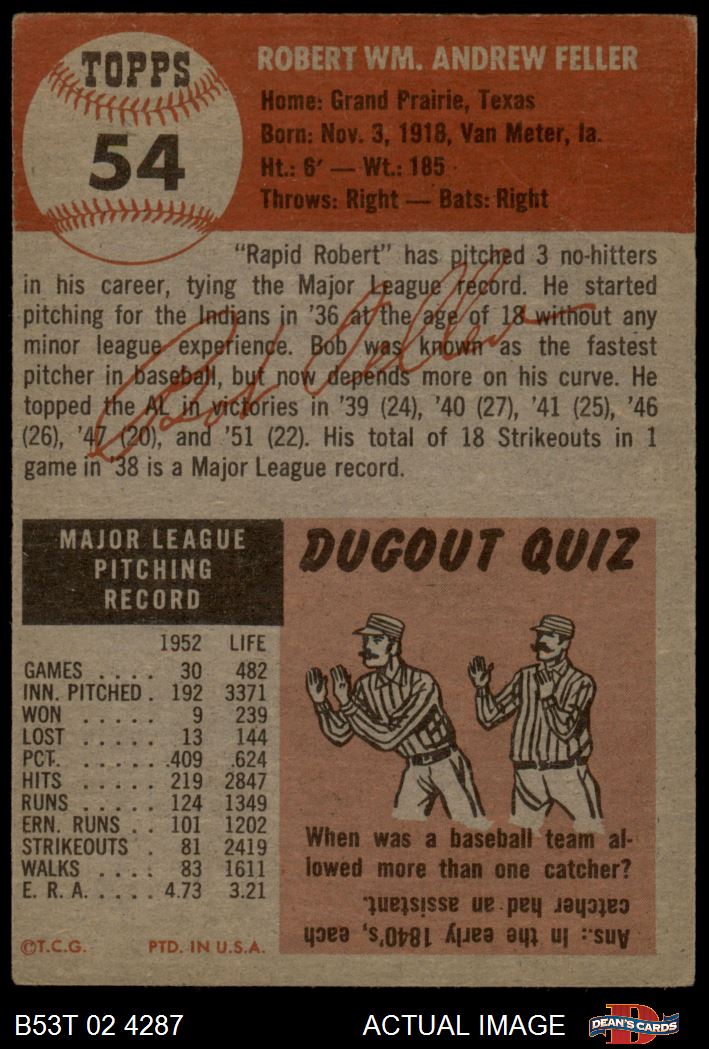 TOPPS
54
ROBERT WM. ANDREW FELLER
Home: Grand Prairie, Texas
Born: Nov. 3, 1918, Van Meter, Ia.
Ht.: 6' — Wt.: 185
Throws: Right — Bats: Right
"Rapid Robert" has pitched 3 no-hitters
in his career, tying the Major League record. He started
pitching for the Indians in '36 at the age of 18 without any
minor league experience. Bob was known as the fastest
pitcher in baseball, but now depends more on his curve. He
topped the AL in victories in '39 (24), '40 (27), '41 (25), '46
(26), '47 (20), and '51 (22). His total of 18 Strikeouts in 1
game in '38 is a Major League record.
Bob Feller
MAJOR LEAGUE
PITCHING
RECORD
1952 LIFE
GAMES .... 30 482
INN. PITCHED . 192 3371
WON ..... 9 239
LOST ..... 13 144
PCT. ..... .409 .624
HITS ..... 219 2847
RUNS ..... 124 1349
ERN. RUNS .. 101 1202
STRIKEOUTS . 81 2419
WALKS .... 83 1611
E. R. A. .... 4.73 3.21
©T.C.G. PTD. IN U.S.A.
DUGOUT QUIZ
When was a baseball team al-
lowed more than one catcher?
Ans.: In the early 1840's, each
catcher had an assistant.
B53T 02 4287 ACTUAL IMAGE
D
DEAN'S CARDS